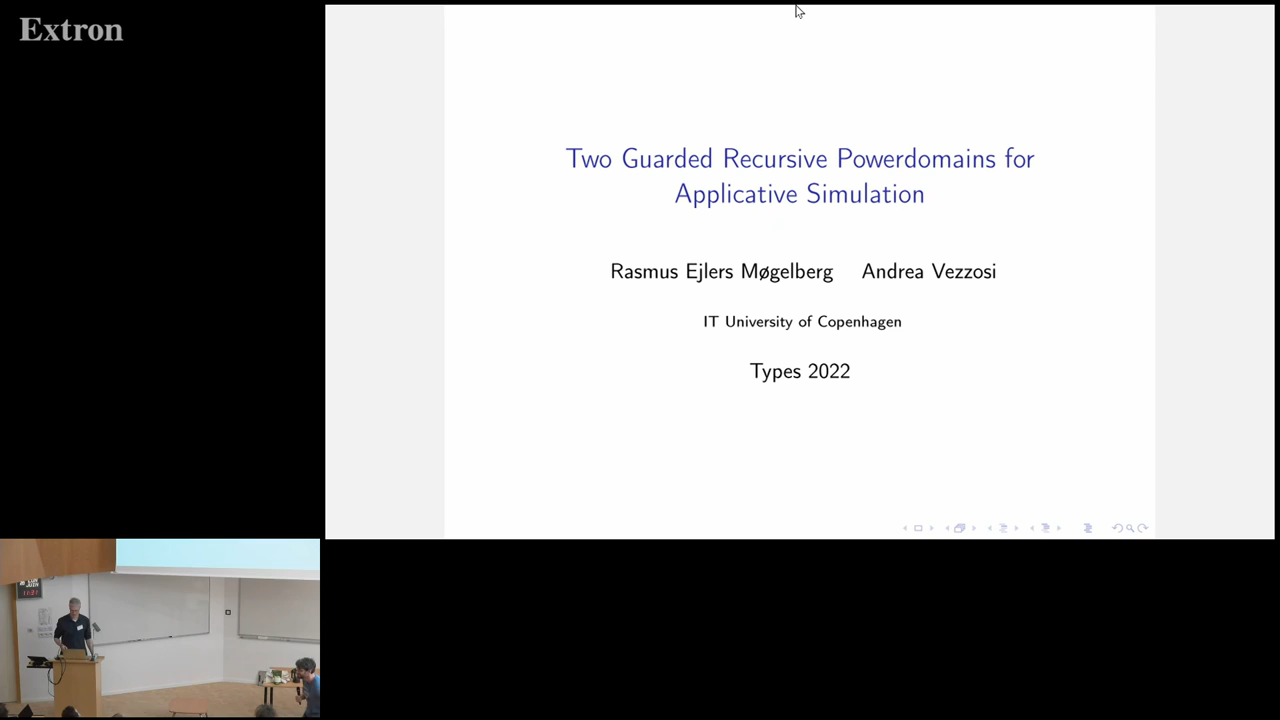 Extron
Two Guarded Recursive Powerdomains for
Applicative Simulation
Rasmus Ejlers Møgelberg Andrea Vezzosi
IT University of Copenhagen
Types 2022